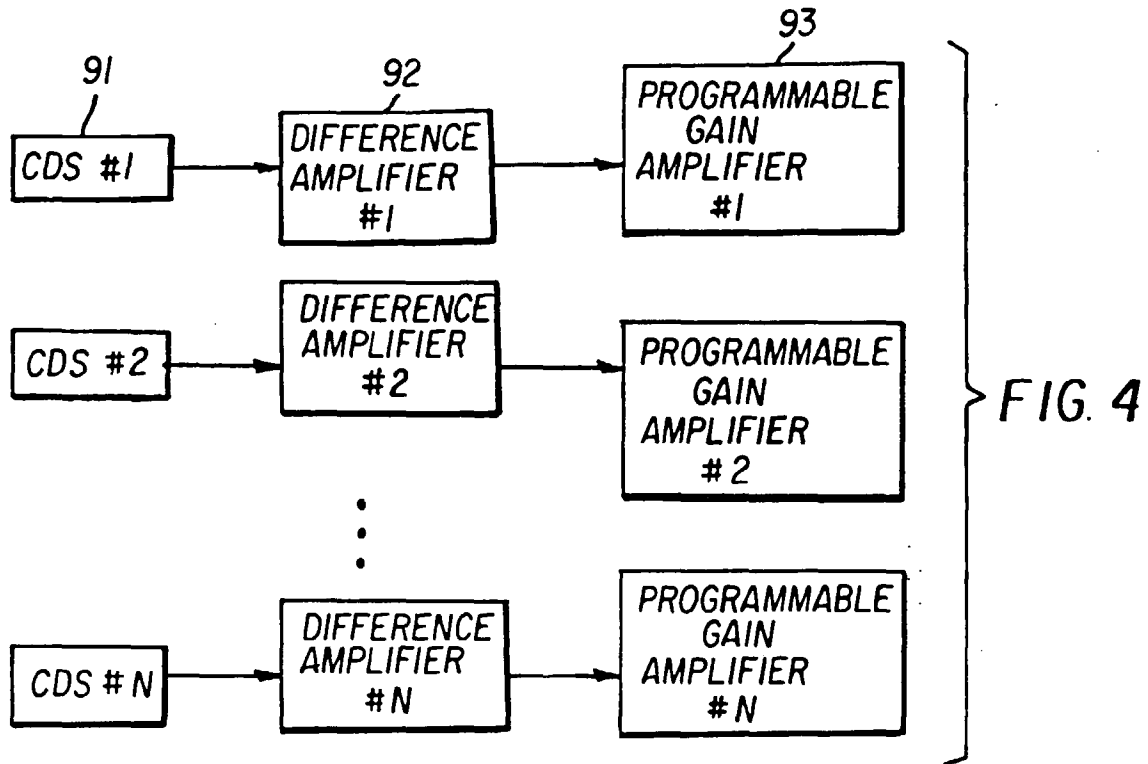 91
92
93
CDS #1
DIFFERENCE
AMPLIFIER
#1
PROGRAMMABLE
GAIN
AMPLIFIER
#1
CDS #2
DIFFERENCE
AMPLIFIER
#2
PROGRAMMABLE
GAIN
AMPLIFIER
#2
CDS #N
DIFFERENCE
AMPLIFIER
#N
PROGRAMMABLE
GAIN
AMPLIFIER
#N
FIG. 4